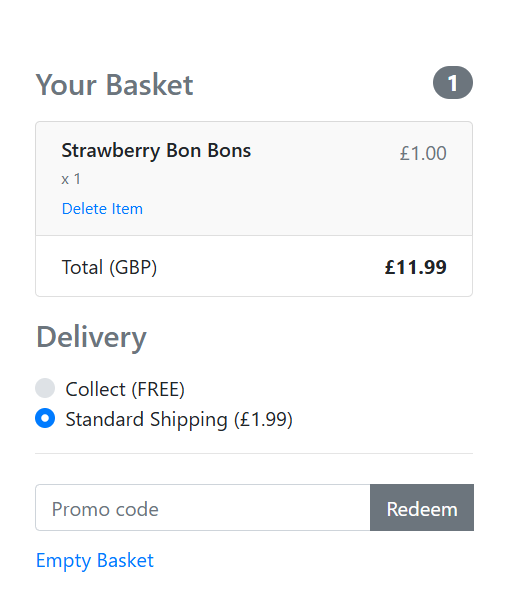 Your Basket 1
Strawberry Bon Bons £1.00
x 1
Delete Item
Total (GBP) £11.99
Delivery
Collect (FREE)
Standard Shipping (£1.99)
Promo code Redeem
Empty Basket